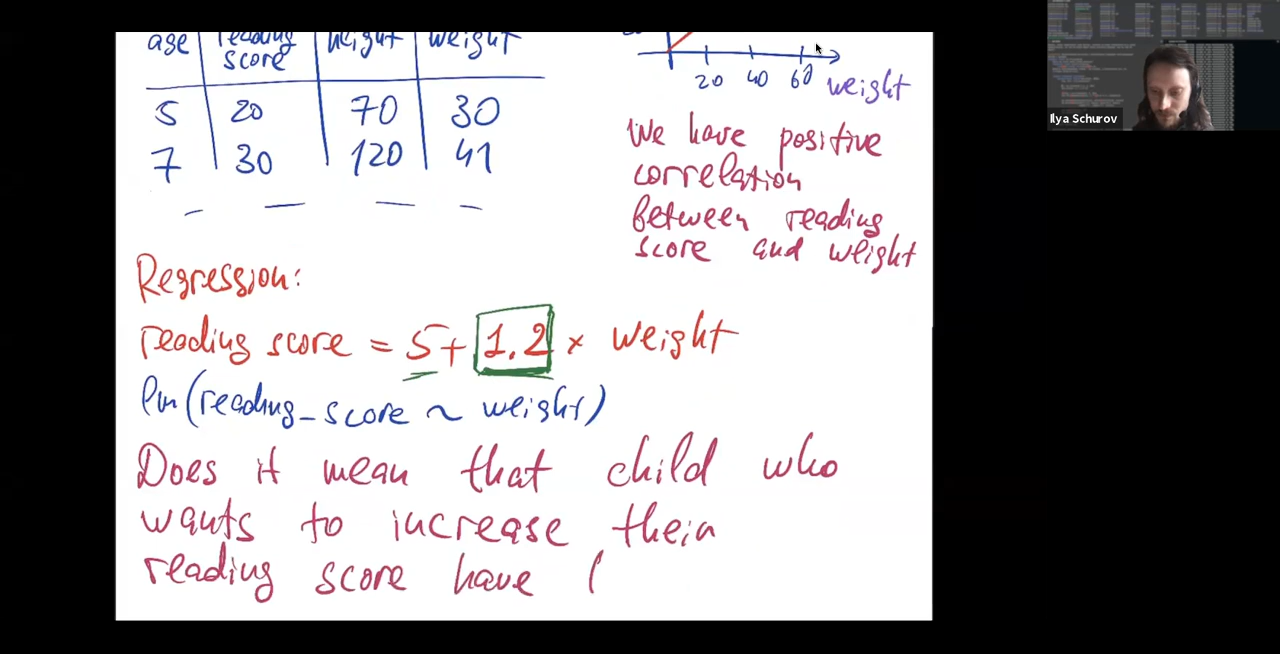 age reading score height weight
5 20 70 30
7 30 120 41
20 40 60 weight
We have positive
correlation
between reading
score and weight
Regression:
reading score = 5+ 1.2 × weight
lm(reading_score ~ weight)
Does it mean that child who
wants to increase their
reading score have
Ilya Schurov